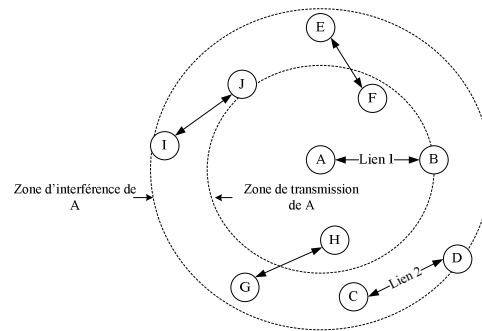 E
J
F
I
A
Lien 1
B
Zone d'interférence de
A
Zone de transmission
de A
H
D
G
C
Lien 2